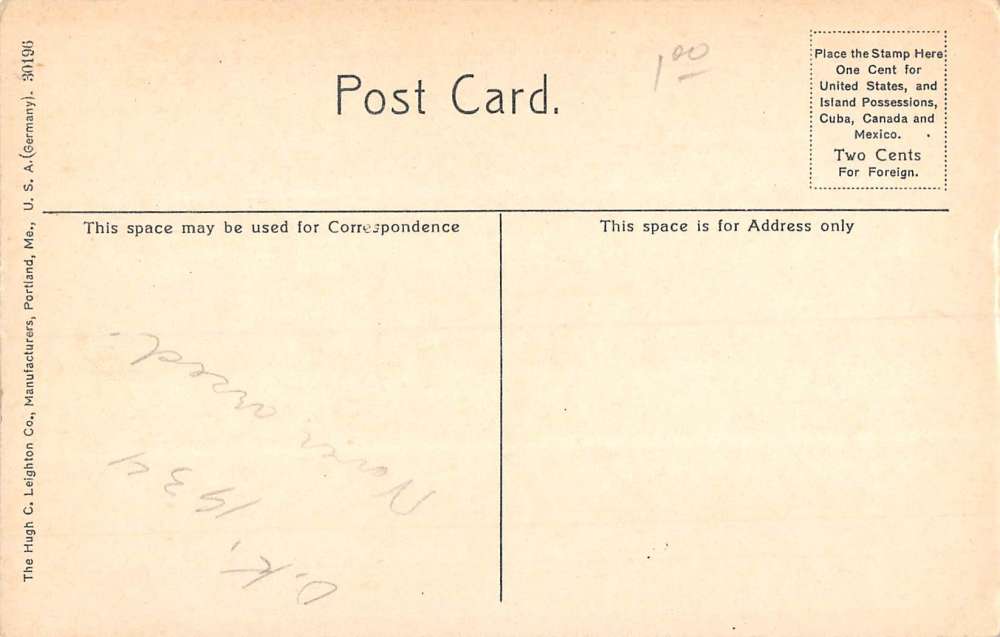 Post Card.
1 00
Place the Stamp Here
One Cent for
United States, and
Island Possessions,
Cuba, Canada and
Mexico.
Two Cents
For Foreign.
This space may be used for Correspondence
This space is for Address only
The Hugh C. Leighton Co., Manufacturers, Portland, Me., U. S. A. (Germany). 30196
O.K.
1934